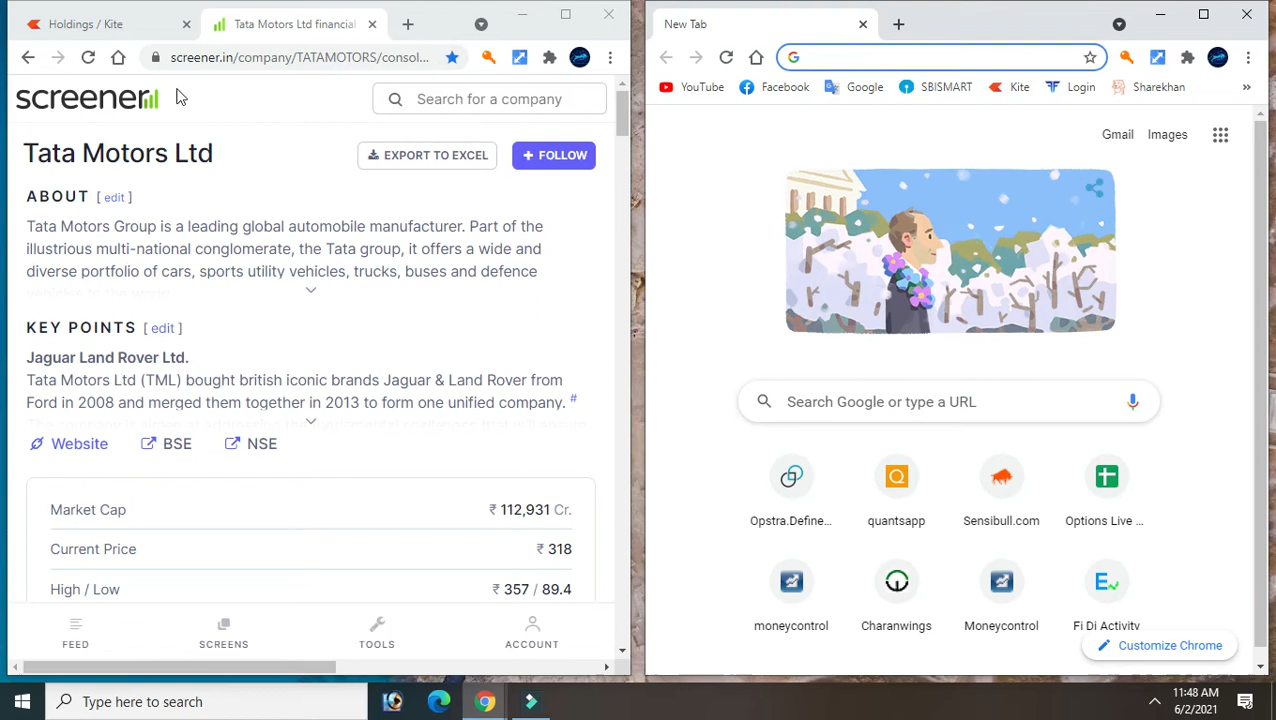 Holdings / Kite
Tata Motors Ltd financial
screener.in/company/TATAMOTORS/consol...
screener
Search for a company
Tata Motors Ltd
EXPORT TO EXCEL
+ FOLLOW
ABOUT [ edit ]
Tata Motors Group is a leading global automobile manufacturer. Part of the
illustrious multi-national conglomerate, the Tata group, it offers a wide and
diverse portfolio of cars, sports utility vehicles, trucks, buses and defence
vehicles to the world.
KEY POINTS [ edit ]
Jaguar Land Rover Ltd.
Tata Motors Ltd (TML) bought british iconic brands Jaguar & Land Rover from
Ford in 2008 and merged them together in 2013 to form one unified company. #
Website
BSE
NSE
Market Cap ₹ 112,931 Cr.
Current Price ₹ 318
High / Low ₹ 357 / 89.4
FEED
SCREENS
TOOLS
ACCOUNT
New Tab
YouTube
Facebook
Google
SBISMART
Kite
Login
Sharekhan
»
Gmail
Images
Search Google or type a URL
Opstra.Define...
quantsapp
Sensibull.com
Options Live ...
moneycontrol
Charanwings
Moneycontrol
Fi Di Activity
Customize Chrome
Type here to search
11:48 AM
6/2/2021